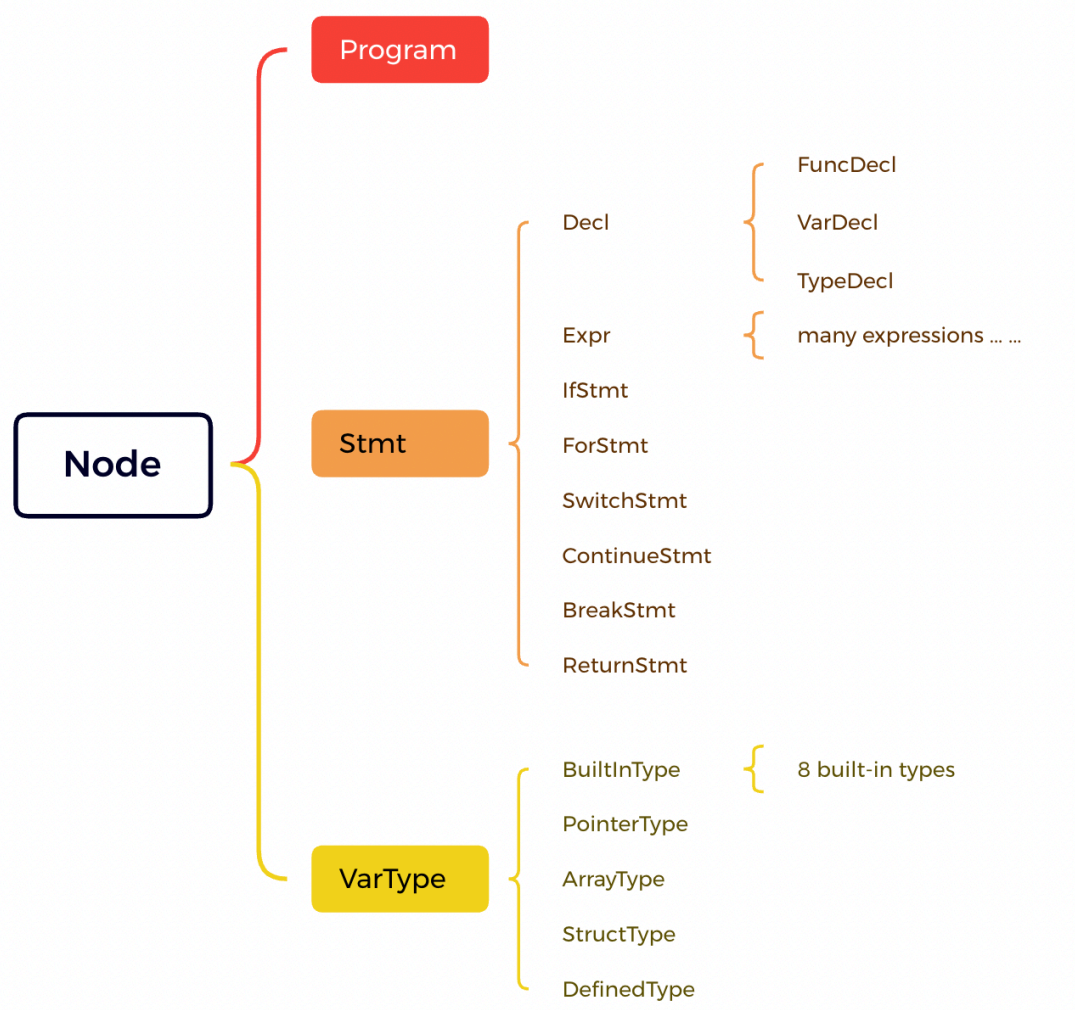 Program
FuncDecl
Decl
VarDecl
TypeDecl
Expr
many expressions ... ...
IfStmt
Stmt
ForStmt
Node
SwitchStmt
ContinueStmt
BreakStmt
ReturnStmt
BuiltInType
8 built-in types
PointerType
VarType
ArrayType
StructType
DefinedType